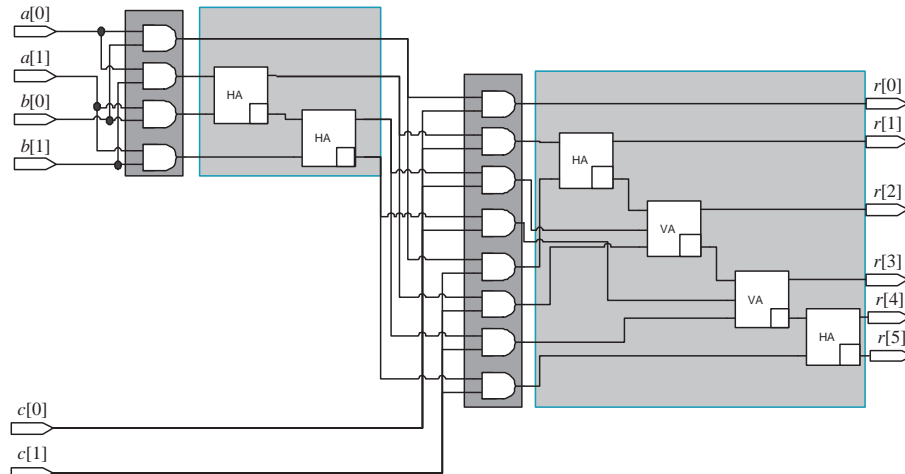 a[0]
a[1]
b[0]
b[1]
HA
HA
r[0]
r[1]
HA
r[2]
VA
r[3]
VA
r[4]
HA
r[5]
c[0]
c[1]